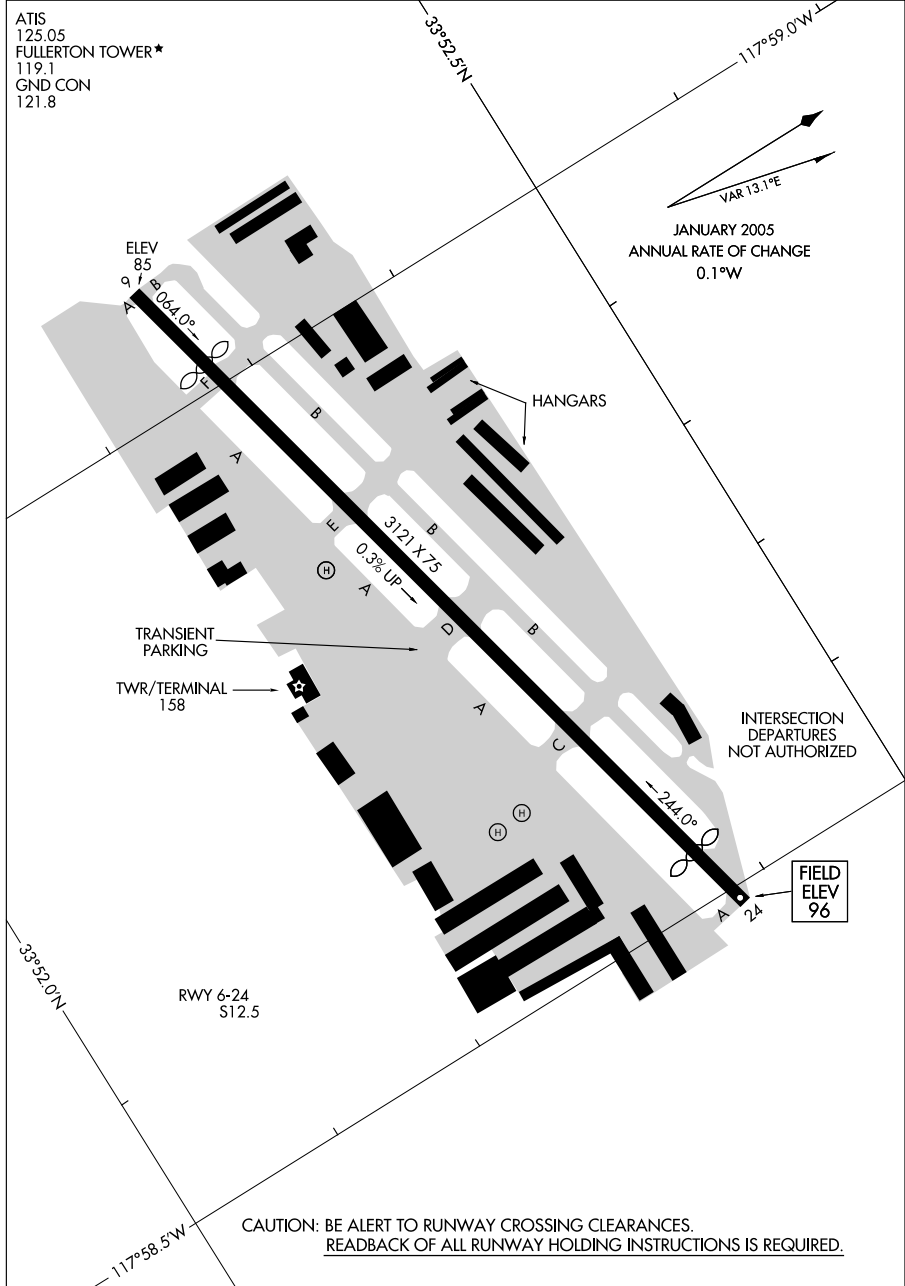 ATIS
125.05
FULLERTON TOWER★
119.1
GND CON
121.8
33°52.5'N
117°59.0'W
VAR 13.1°E
JANUARY 2005
ANNUAL RATE OF CHANGE
0.1°W
ELEV
85
6
A
B
064.0°
F
HANGARS
B
A
B
E
3121 X 75
0.3% UP
H
A
D
B
TRANSIENT
PARKING
TWR/TERMINAL
158
A
C
INTERSECTION
DEPARTURES
NOT AUTHORIZED
244.0°
H
H
FIELD
ELEV
96
A
24
33°52.0'N
RWY 6-24
S12.5
117°58.5'W
CAUTION: BE ALERT TO RUNWAY CROSSING CLEARANCES.
READBACK OF ALL RUNWAY HOLDING INSTRUCTIONS IS REQUIRED.